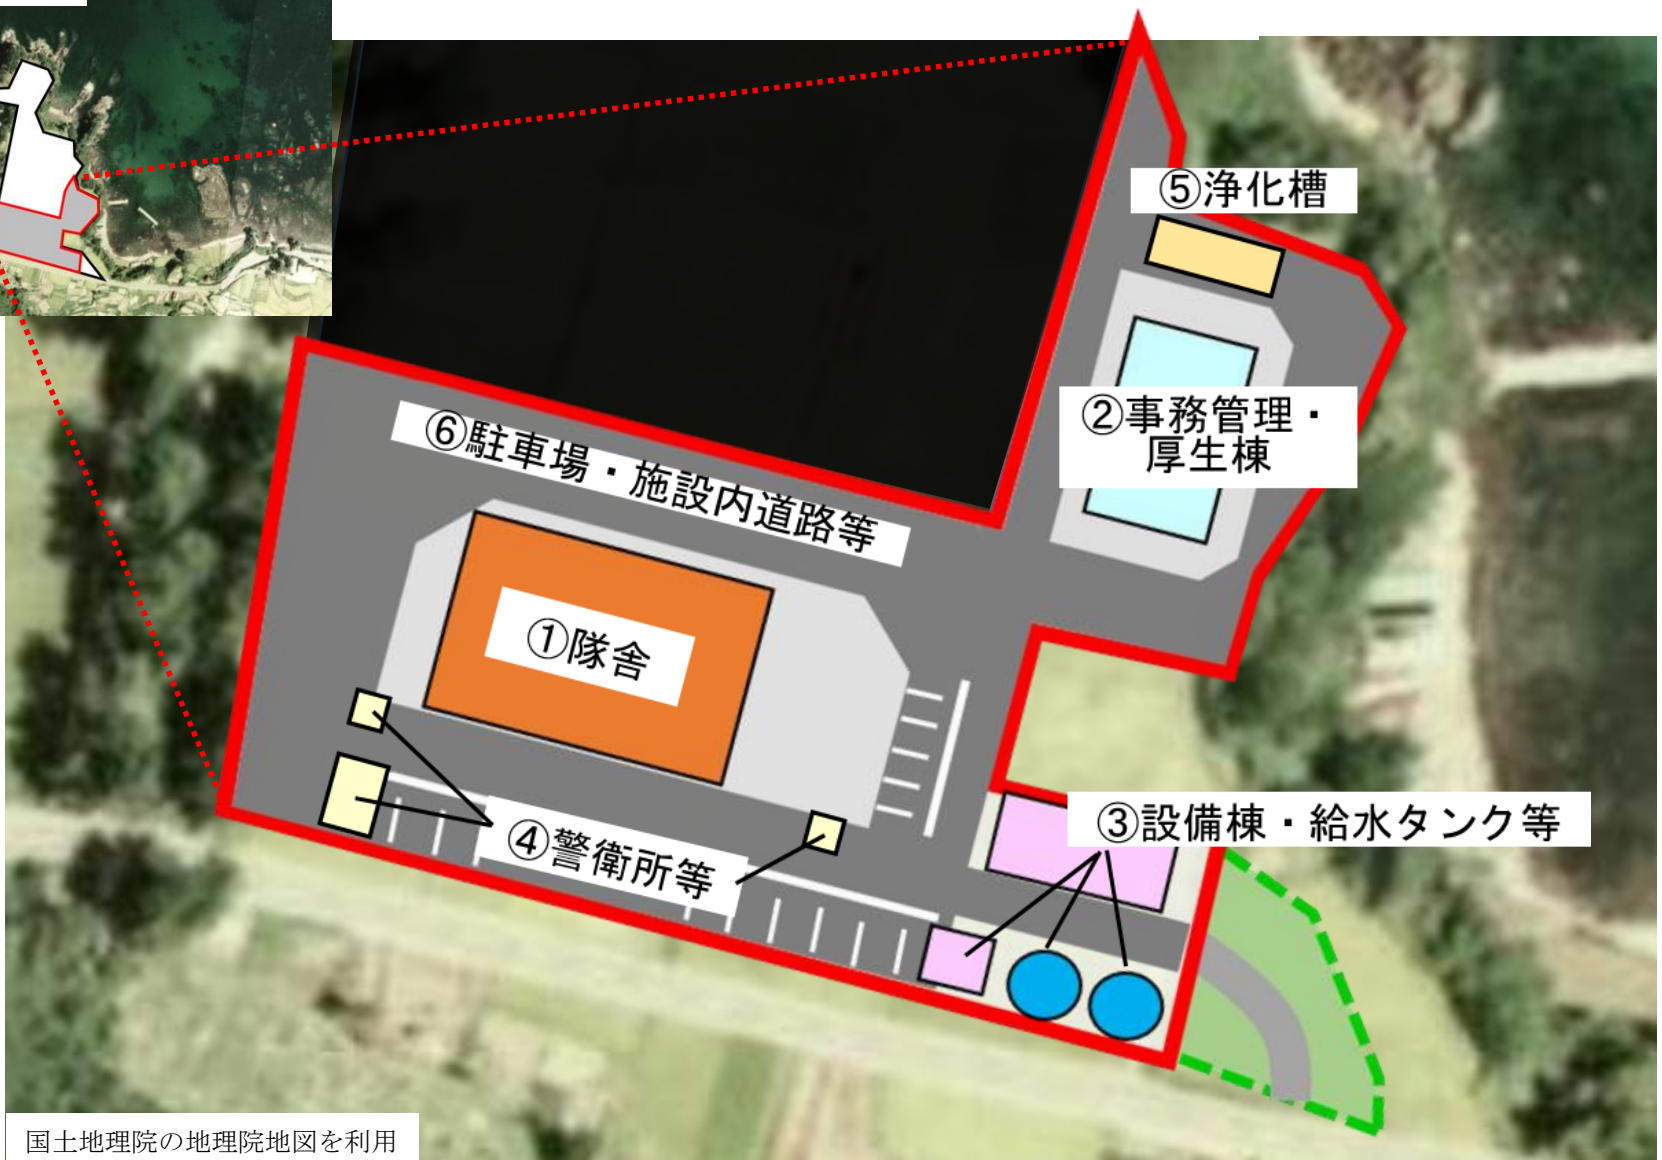 ⑤浄化槽
②事務管理・
厚生棟
⑥駐車場・施設内道路等
①隊舎
③設備棟・給水タンク等
④警衛所等
国土地理院の地理院地図を利用